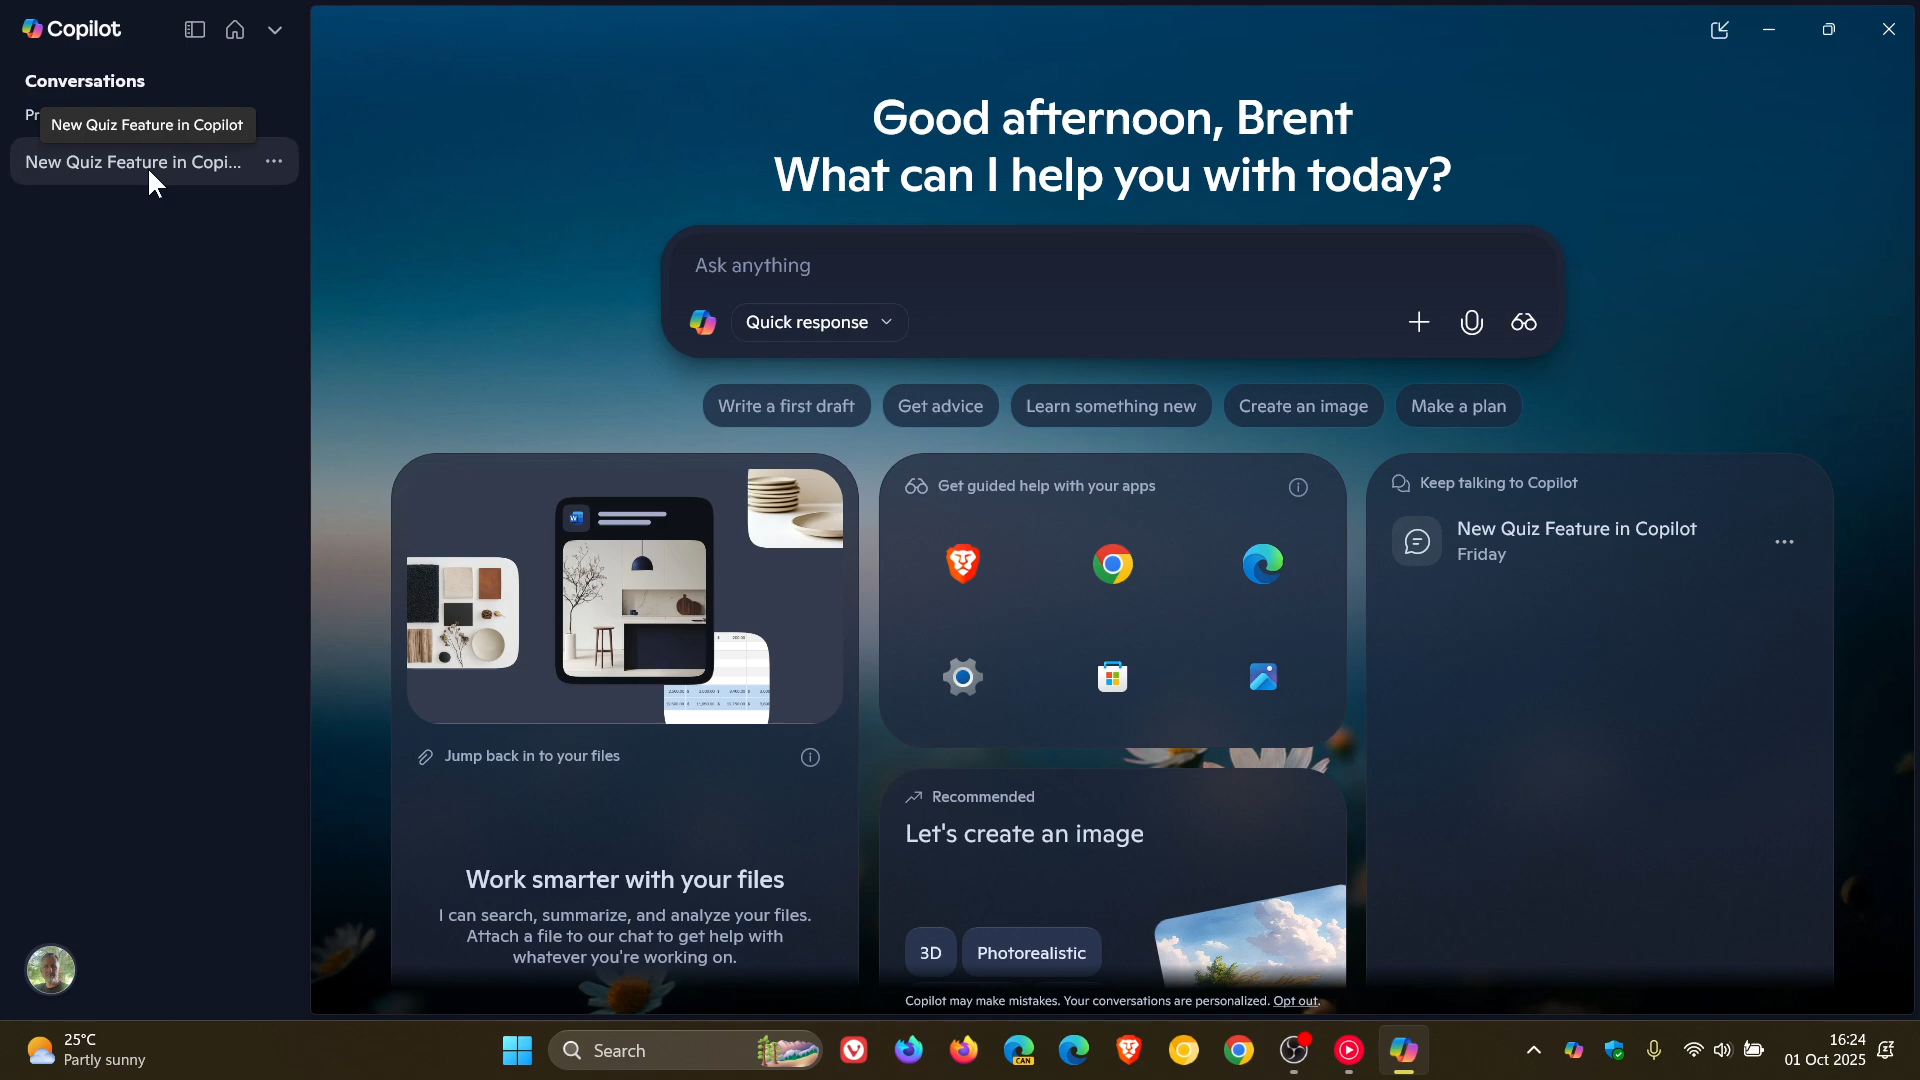 Copilot
Conversations
Pr
New Quiz Feature in Copilot
New Quiz Feature in Copi...
Good afternoon, Brent
What can I help you with today?
Ask anything
Quick response
Write a first draft
Get advice
Learn something new
Create an image
Make a plan
Get guided help with your apps
Keep talking to Copilot
New Quiz Feature in Copilot
Friday
Jump back in to your files
Work smarter with your files
I can search, summarize, and analyze your files.
Attach a file to our chat to get help with
whatever you're working on.
Recommended
Let's create an image
3D
Photorealistic
Copilot may make mistakes. Your conversations are personalized. Opt out.
25°C
Partly sunny
Search
CAN
16:24
01 Oct 2025